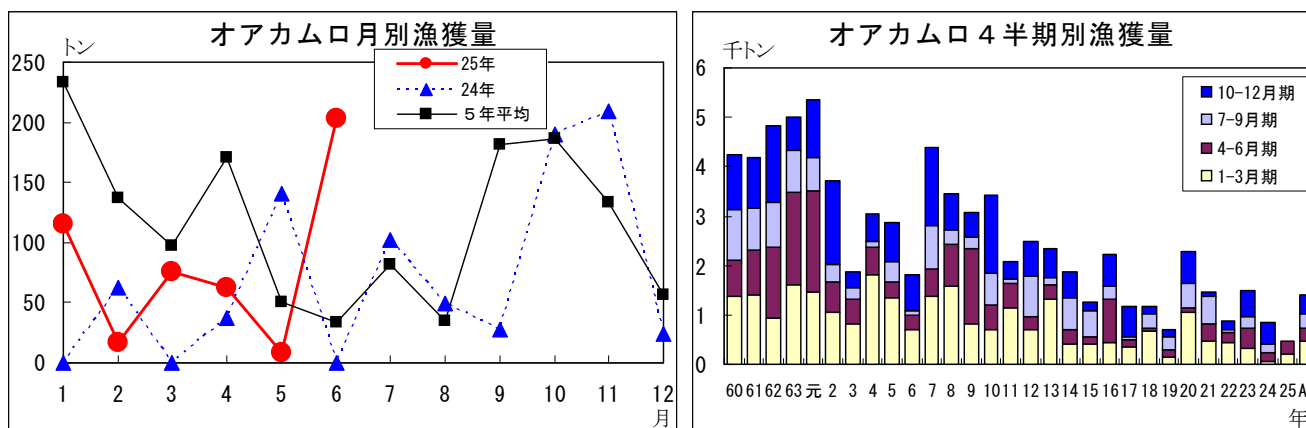 オアカムロ月別漁獲量
トン
250
200
150
100
50
0
25年
24年
５年平均
1 2 3 4 5 6 7 8 9 10 11 12
月
オアカムロ４半期別漁獲量
千トン
6
5
4
3
2
1
0
10-12月期
7-9月期
4-6月期
1-3月期
60 61 62 63 元 2 3 4 5 6 7 8 9 10 11 12 13 14 15 16 17 18 19 20 21 22 23 24 25 A
年